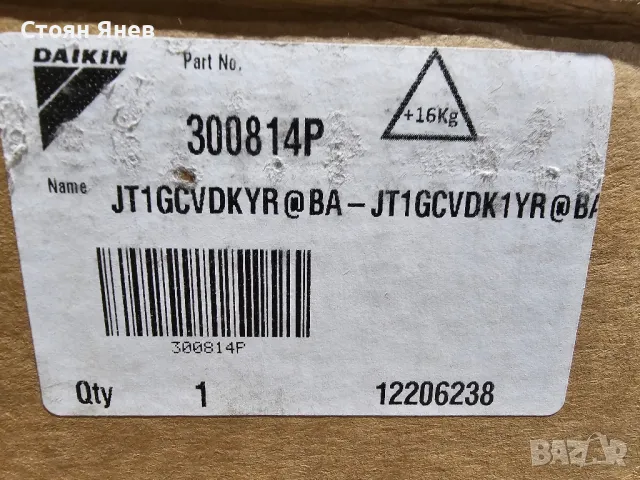 Стоян Янев
DAIKIN
Part No.
300814P
+16Kg
Name
JT1GCVDKYR@BA-JT1GCVDK1YR@BA
300814P
Qty 1 12206238
BAZAR